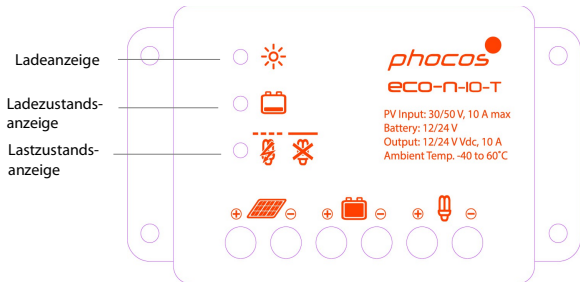 Ladeanzeige
Ladezustands-
anzeige
Lastzustands-
anzeige
phocos
eco-n-10-T
PV Input: 30/50 V, 10 A max
Battery: 12/24 V
Output: 12/24 V Vdc, 10 A
Ambient Temp. -40 to 60˚C